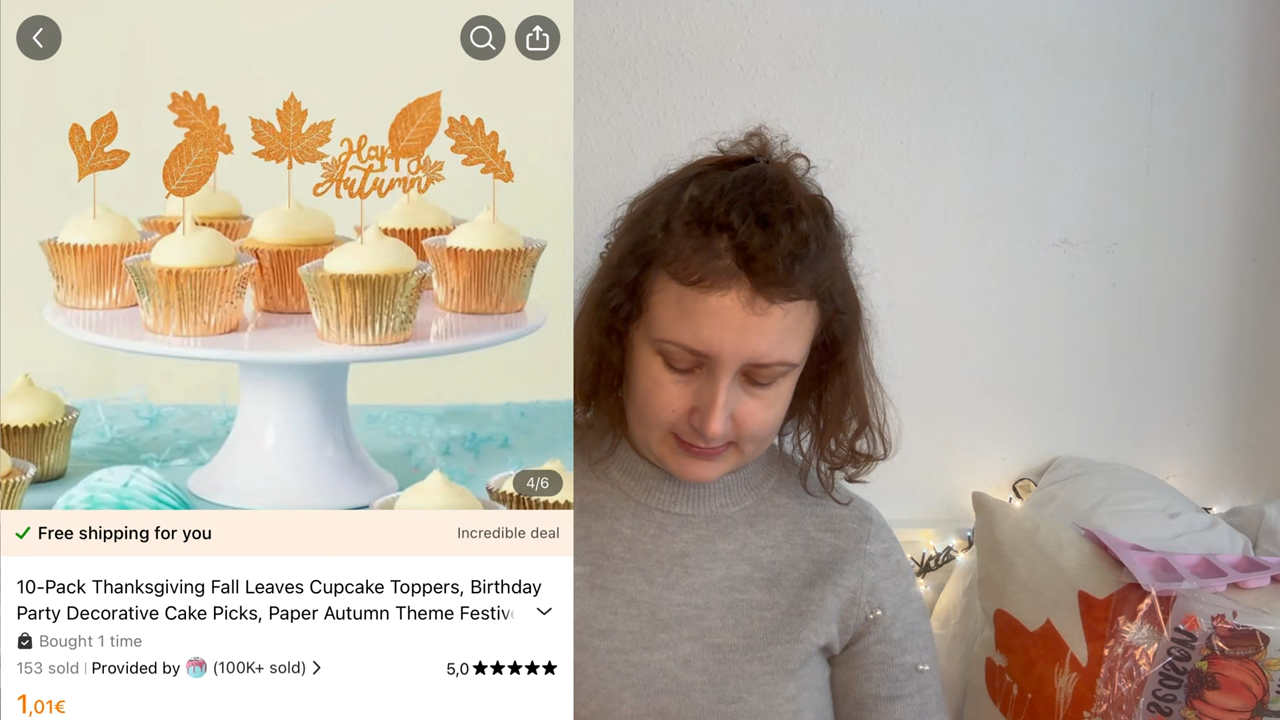 Happy
Autumn
4/6
Free shipping for you
Incredible deal
10-Pack Thanksgiving Fall Leaves Cupcake Toppers, Birthday
Party Decorative Cake Picks, Paper Autumn Theme Festiv
Bought 1 time
153 sold | Provided by (100K+ sold)
5,0
1,01€